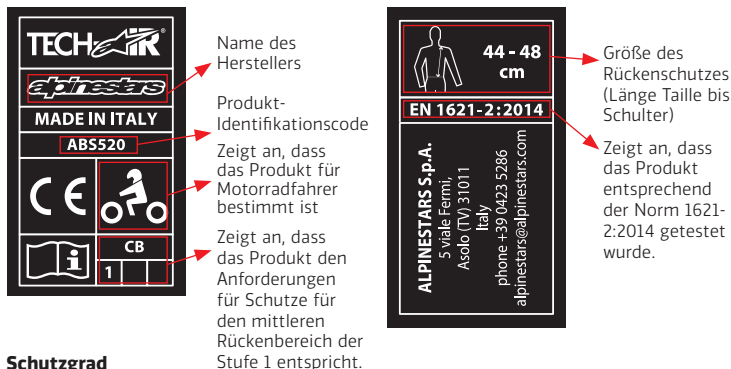 TECH-AIR®
alpinestars
MADE IN ITALY
ABS520
CE
i
CB
1
Name des
Herstellers
Produkt-
Identifikationscode
Zeigt an, dass
das Produkt für
Motorradfahrer
bestimmt ist
Zeigt an, dass
das Produkt den
Anforderungen
für Schutze für
den mittleren
Rückenbereich der
Stufe 1 entspricht.
44 - 48
cm
EN 1621-2:2014
ALPINESTARS S.p.A.
5 viale Fermi,
Asolo (TV) 31011
Italy
phone +39 0423 5286
alpinestars@alpinestars.com
Größe des
Rückenschutzes
(Länge Taille bis
Schulter)
Zeigt an, dass
das Produkt
entsprechend
der Norm 1621-
2:2014 getestet
wurde.
Schutzgrad